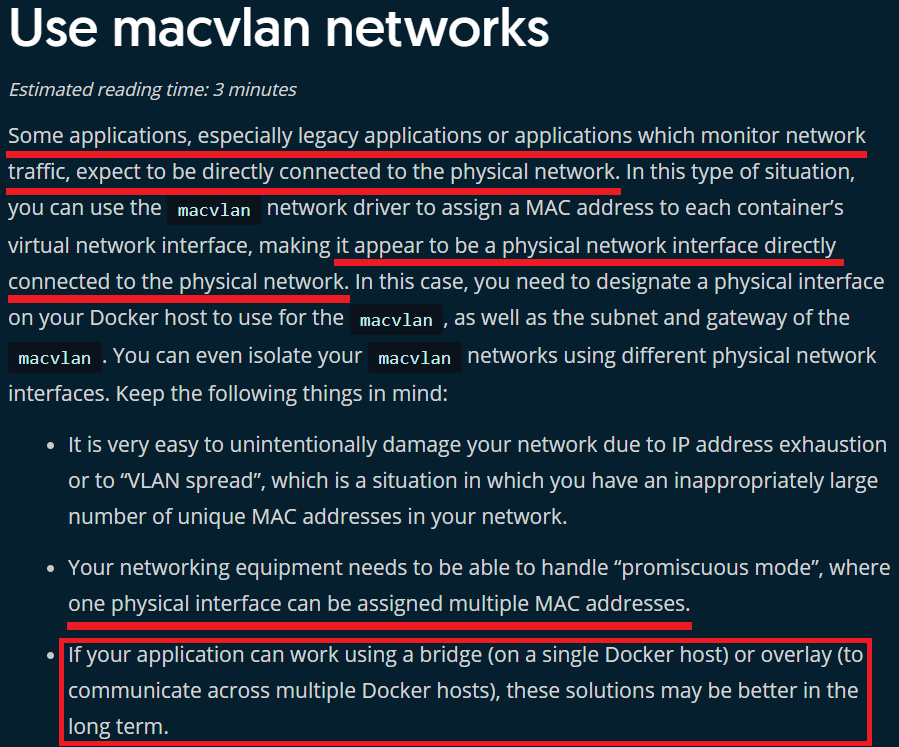 Use macvlan networks
Estimated reading time: 3 minutes
Some applications, especially legacy applications or applications which monitor network
traffic, expect to be directly connected to the physical network. In this type of situation,
you can use the macvlan network driver to assign a MAC address to each container’s
virtual network interface, making it appear to be a physical network interface directly
connected to the physical network. In this case, you need to designate a physical interface
on your Docker host to use for the macvlan , as well as the subnet and gateway of the
macvlan . You can even isolate your macvlan networks using different physical network
interfaces. Keep the following things in mind:
• It is very easy to unintentionally damage your network due to IP address exhaustion
or to “VLAN spread”, which is a situation in which you have an inappropriately large
number of unique MAC addresses in your network.
• Your networking equipment needs to be able to handle “promiscuous mode”, where
one physical interface can be assigned multiple MAC addresses.
• If your application can work using a bridge (on a single Docker host) or overlay (to
communicate across multiple Docker hosts), these solutions may be better in the
long term.